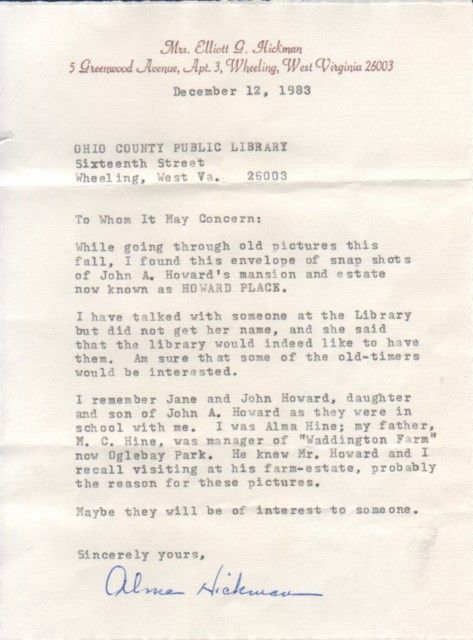 Mrs. Elliott G. Hickman
5 Greenwood Avenue, Apt. 3, Wheeling, West Virginia 26003
December 12, 1983
OHIO COUNTY PUBLIC LIBRARY
Sixteenth Street
Wheeling, West Va. 26003
To Whom It May Concern:
While going through old pictures this
fall, I found this envelope of snap shots
of John A. Howard's mansion and estate
now known as HOWARD PLACE.
I have talked with someone at the Library
but did not get her name, and she said
that the library would indeed like to have
them. Am sure that some of the old-timers
would be interested.
I remember Jane and John Howard, daughter
and son of John A. Howard as they were in
school with me. I was Alma Hine; my father,
M. C. Hine, was manager of "Waddington Farm"
now Oglebay Park. He knew Mr. Howard and I
recall visiting at his farm-estate, probably
the reason for these pictures.
Maybe they will be of interest to someone.
Sincerely yours,
Alma Hickman